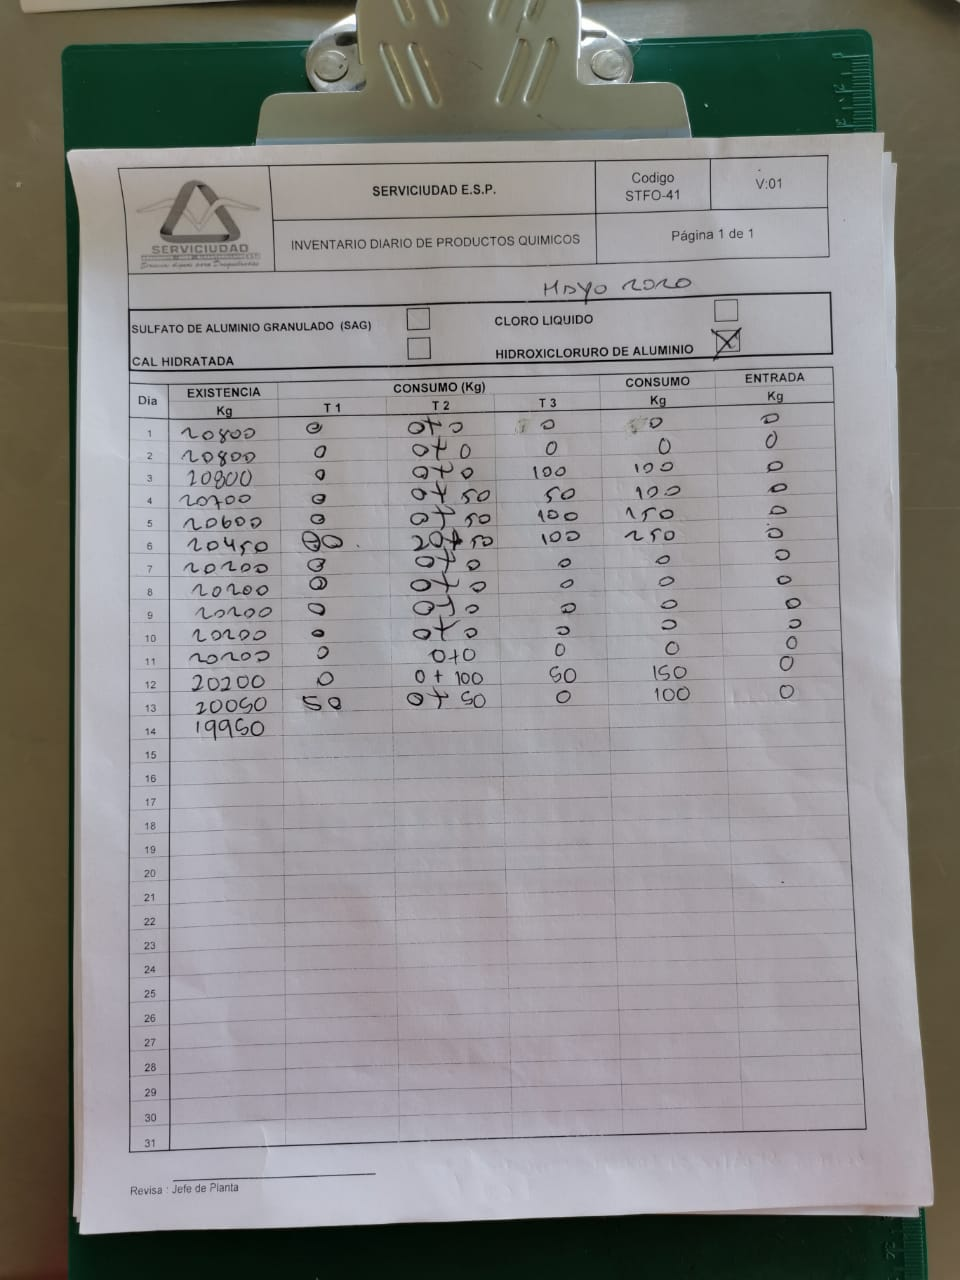 SERVICIUDAD
SERVICIUDAD E.S.P.
Codigo
STFO-41
V:01
INVENTARIO DIARIO DE PRODUCTOS QUIMICOS
Página 1 de 1
Mayo 2020
SULFATO DE ALUMINIO GRANULADO (SAG)
CLORO LIQUIDO
CAL HIDRATADA
HIDROXICLORURO DE ALUMINIO X
Dia EXISTENCIA Kg CONSUMO (Kg) T 1 T 2 T 3 CONSUMO Kg ENTRADA Kg
1 20800 0 0+0 0 0 0
2 20800 0 0+0 0 0 0
3 20800 0 0+0 100 100 0
4 20700 0 0+50 50 100 0
5 20600 0 0+50 100 150 0
6 20450 50 100 250 0
7 20200 0 0+0 0 0 0
8 20200 0 0+0 0 0 0
9 20200 0 0+0 0 0 0
10 20200 0 0+0 0 0 0
11 20200 0 0+0 0 0 0
12 20200 0 0+100 50 150 0
13 20050 50 0+50 0 100 0
14 19950
15
16
17
18
19
20
21
22
23
24
25
26
27
28
29
30
31
Revisa : Jefe de Planta